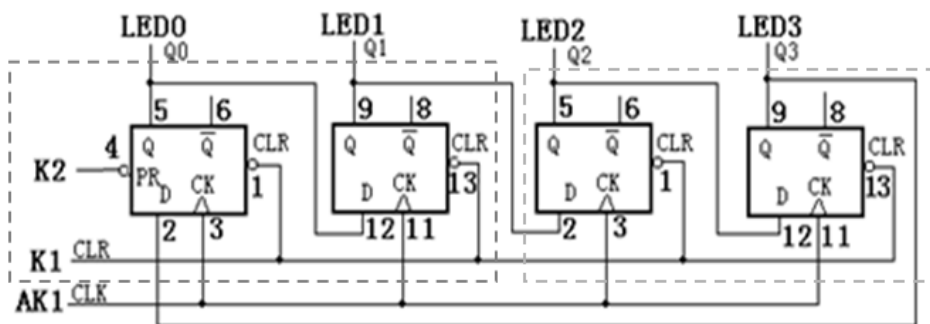 LED0 LED1 LED2 LED3
Q0 Q1 Q2 Q3
5 6 9 8 5 6 9 8
4 Q Q̅ CLR Q Q̅ CLR Q Q̅ CLR Q Q̅ CLR
K2 PR D CK 1 D CK 13 D CK 1 D CK 13
2 3 12 11 2 3 12 11
K1 CLR
AK1 CLK